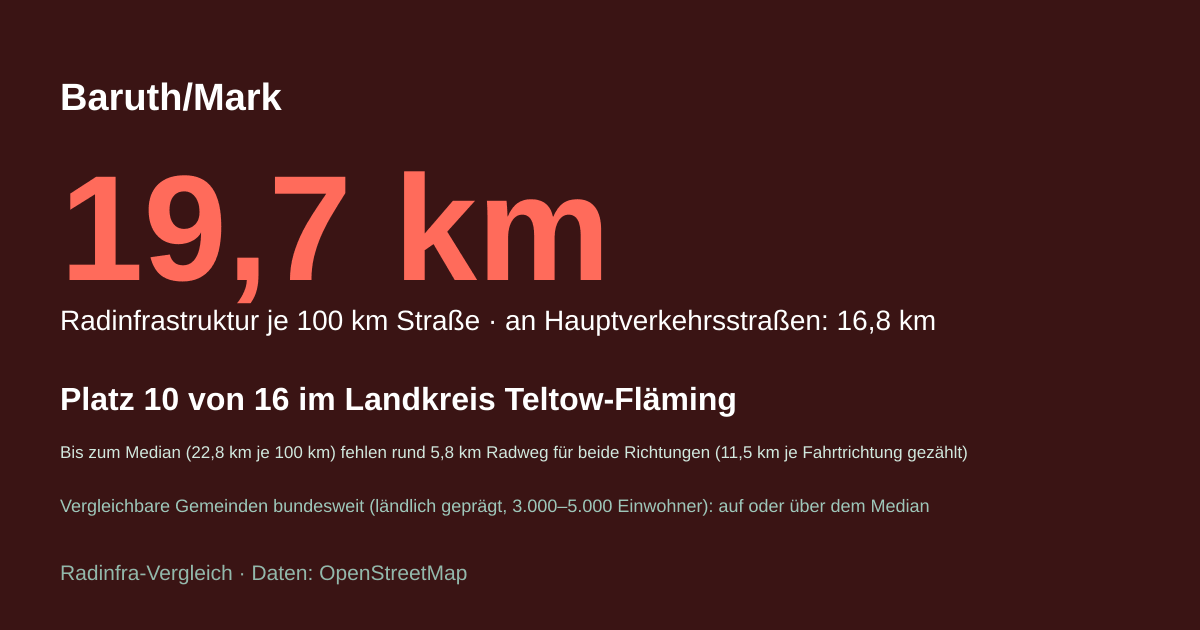 Baruth/Mark
19,7 km
Radinfrastruktur je 100 km Straße · an Hauptverkehrsstraßen: 16,8 km
Platz 10 von 16 im Landkreis Teltow-Fläming
Bis zum Median (22,8 km je 100 km) fehlen rund 5,8 km Radweg für beide Richtungen (11,5 km je Fahrtrichtung gezählt)
Vergleichbare Gemeinden bundesweit (ländlich geprägt, 3.000–5.000 Einwohner): auf oder über dem Median
Radinfra-Vergleich · Daten: OpenStreetMap